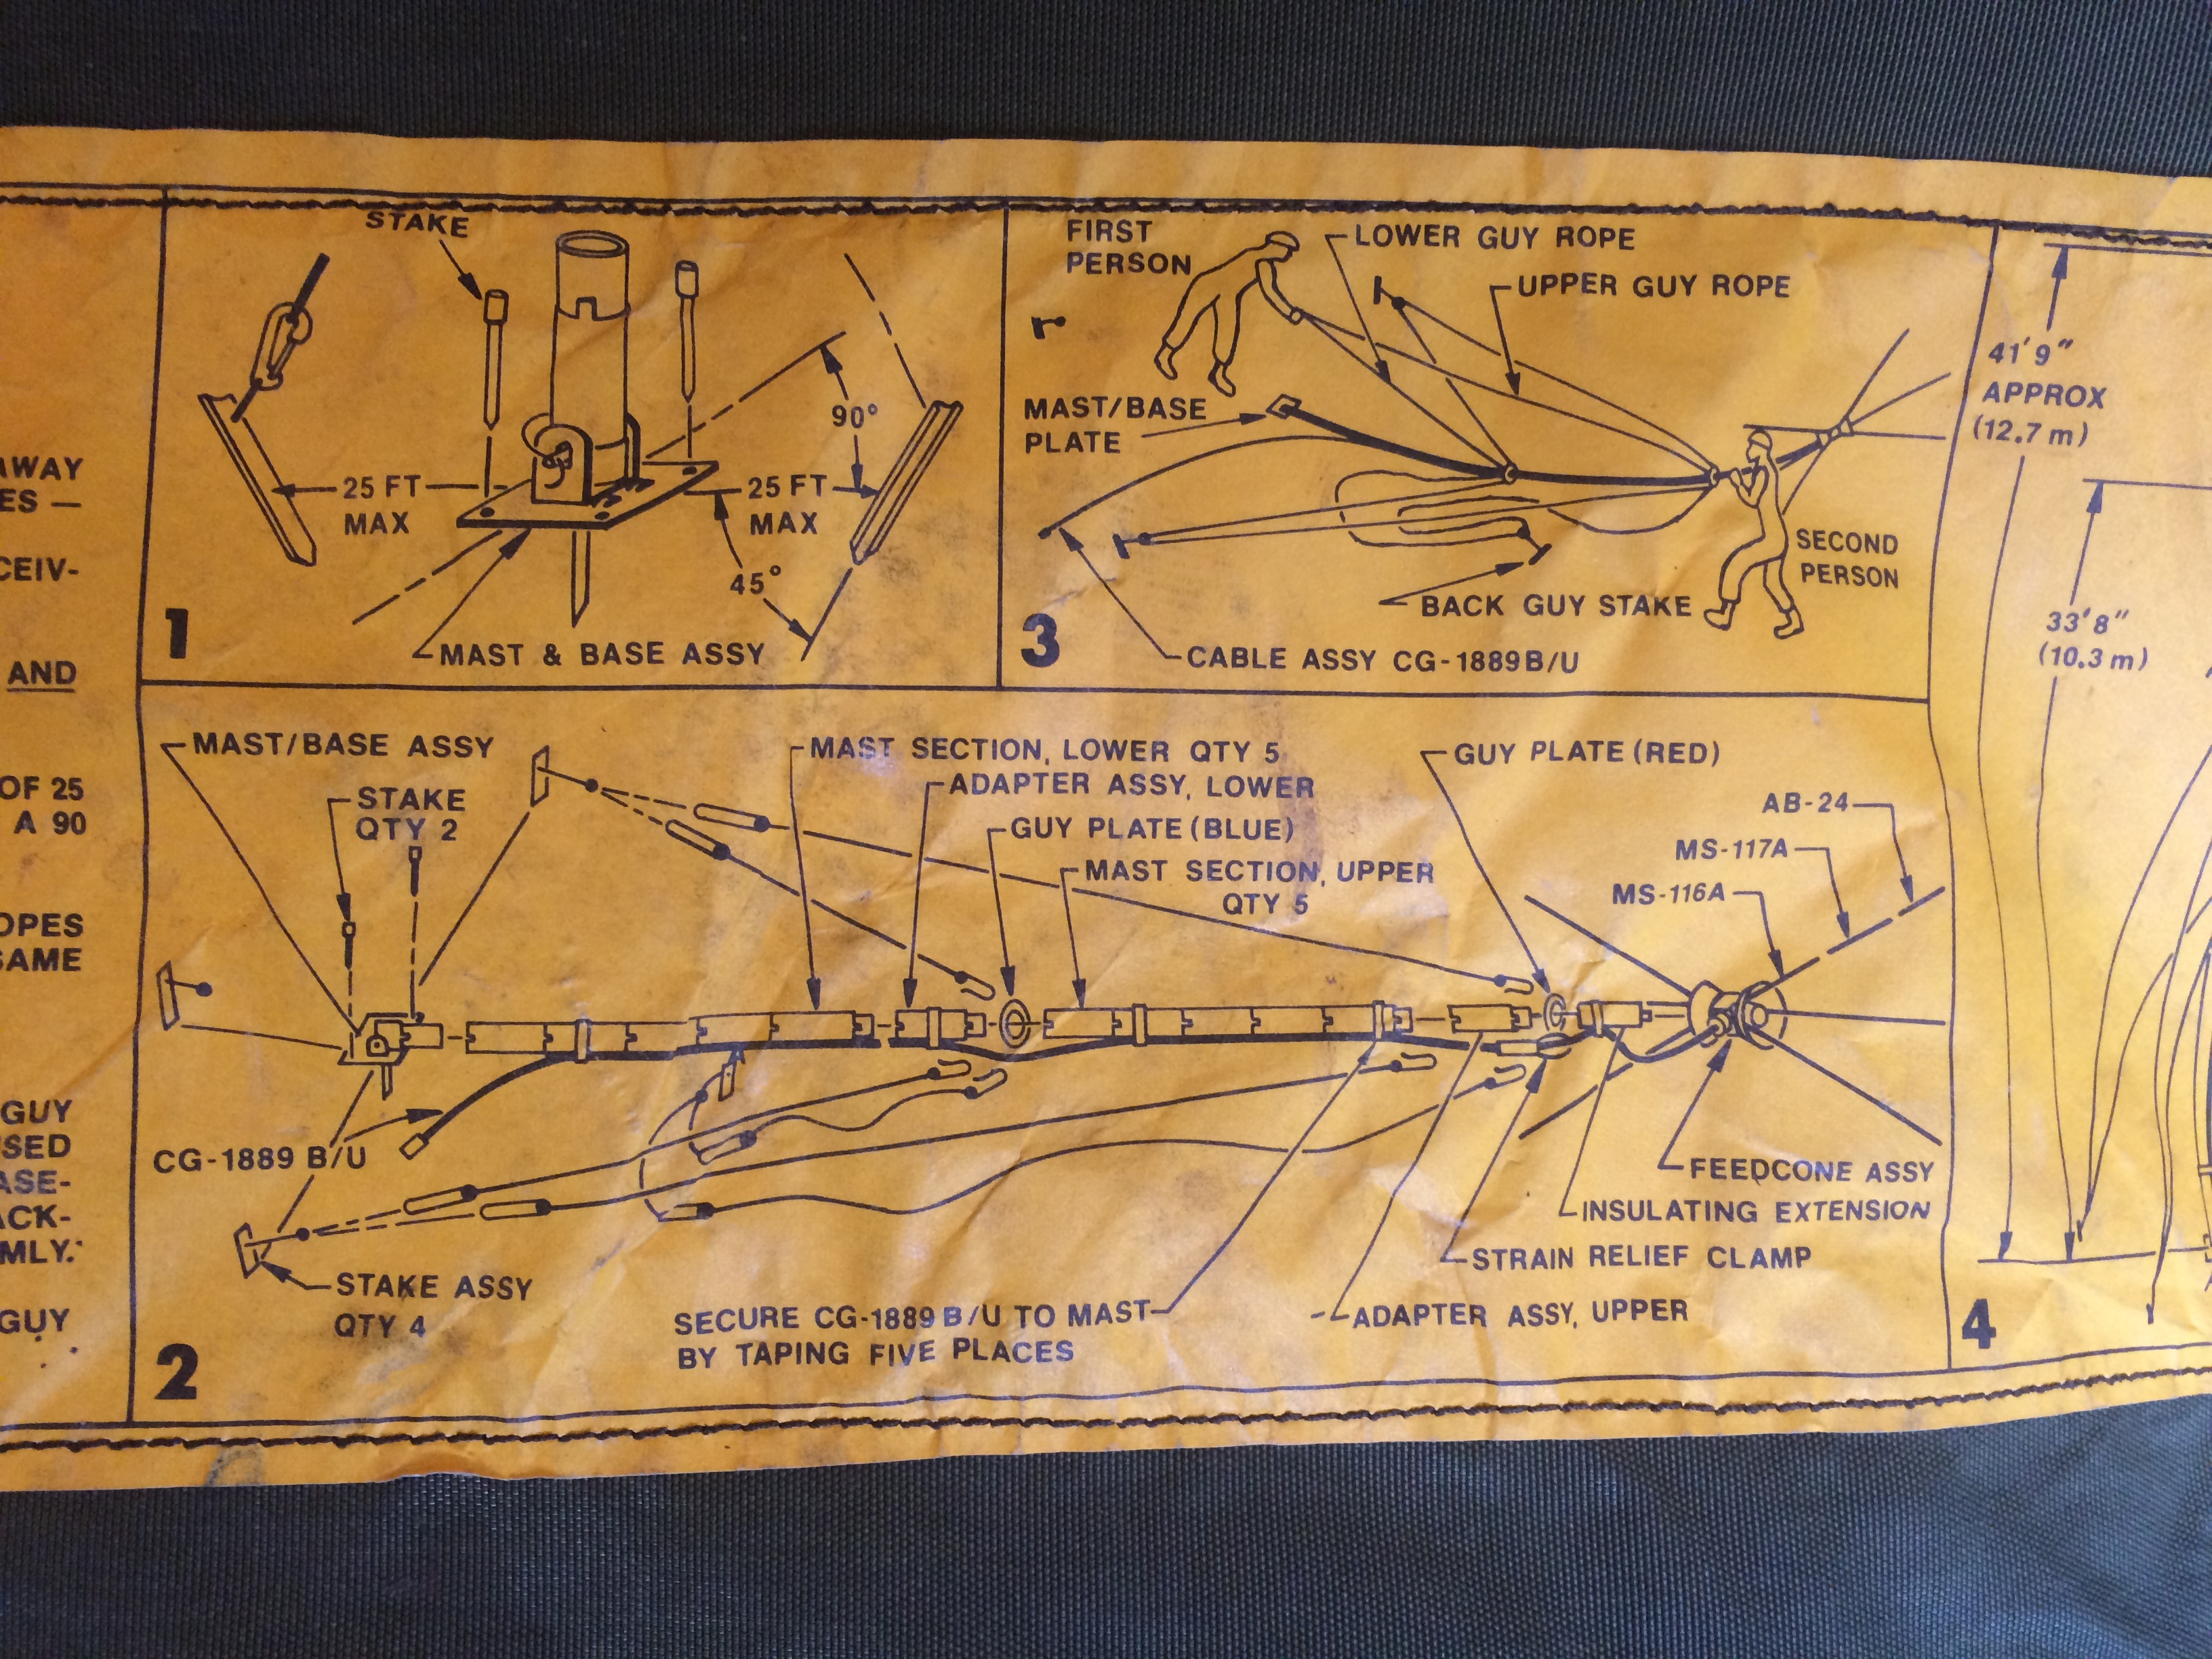 AWAY
ES —
CEIV-
AND
OF 25
A 90
OPES
SAME
GUY
SED
ASE-
ACK-
MLY.
GUY
STAKE
25 FT
MAX
25 FT
MAX
90°
45°
MAST & BASE ASSY
1
FIRST
PERSON
LOWER GUY ROPE
UPPER GUY ROPE
MAST/BASE
PLATE
SECOND
PERSON
BACK GUY STAKE
CABLE ASSY CG-1889B/U
3
MAST/BASE ASSY
STAKE
QTY 2
MAST SECTION, LOWER QTY 5
ADAPTER ASSY, LOWER
GUY PLATE (BLUE)
MAST SECTION, UPPER
QTY 5
GUY PLATE (RED)
AB-24
MS-117A
MS-116A
CG-1889 B/U
STAKE ASSY
QTY 4
SECURE CG-1889 B/U TO MAST
BY TAPING FIVE PLACES
FEEDCONE ASSY
INSULATING EXTENSION
STRAIN RELIEF CLAMP
ADAPTER ASSY, UPPER
2
41'9"
APPROX
(12.7 m)
33'8"
(10.3 m)
4